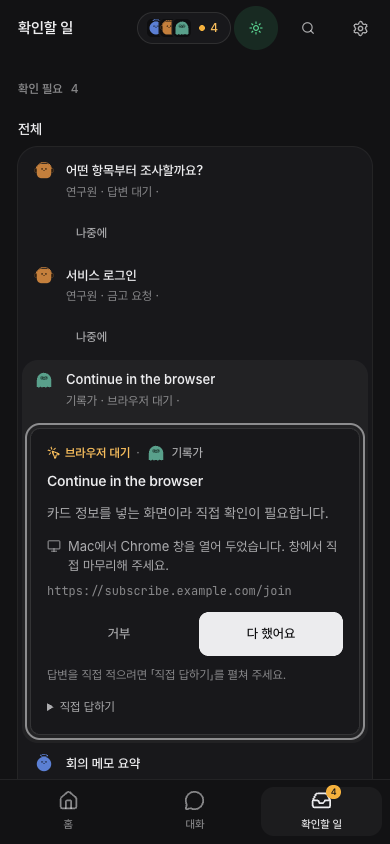 확인할 일
4
확인 필요 4
전체
어떤 항목부터 조사할까요?
연구원 · 답변 대기 ·
나중에
서비스 로그인
연구원 · 금고 요청 ·
나중에
Continue in the browser
기록가 · 브라우저 대기 ·
브라우저 대기 · 기록가
Continue in the browser
카드 정보를 넣는 화면이라 직접 확인이 필요합니다.
Mac에서 Chrome 창을 열어 두었습니다. 창에서 직
접 마무리해 주세요.
https://subscribe.example.com/join
거부
다 했어요
답변을 직접 적으려면 「직접 답하기」를 펼쳐 주세요.
▶ 직접 답하기
회의 메모 요약
4
홈
대화
확인할 일